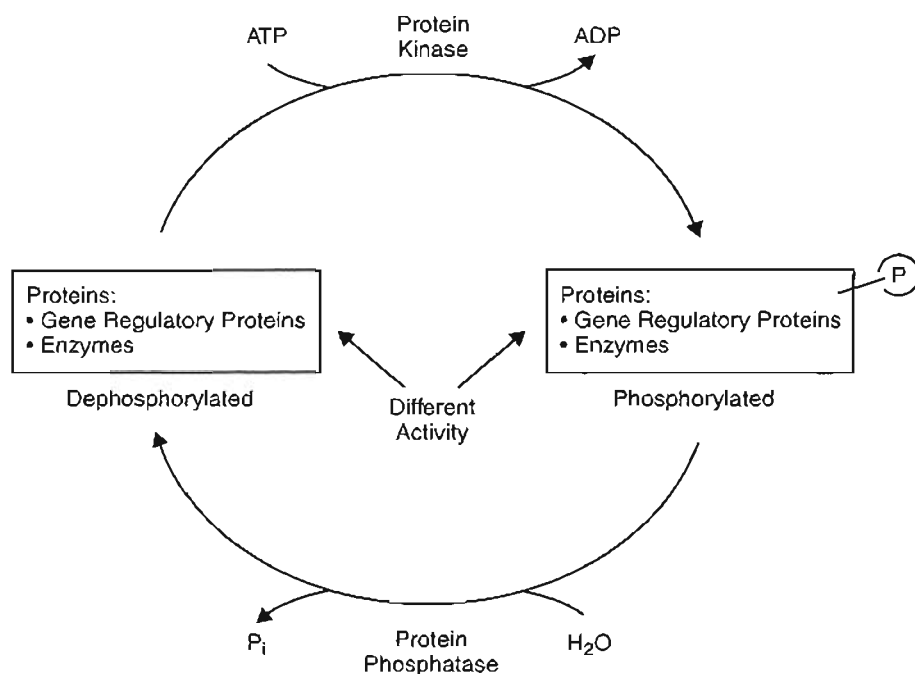 ATP
Protein
Kinase
ADP
P
Proteins:
• Gene Regulatory Proteins
• Enzymes
Dephosphorylated
Proteins:
• Gene Regulatory Proteins
• Enzymes
Phosphorylated
Different
Activity
Pi
Protein
Phosphatase
H2O